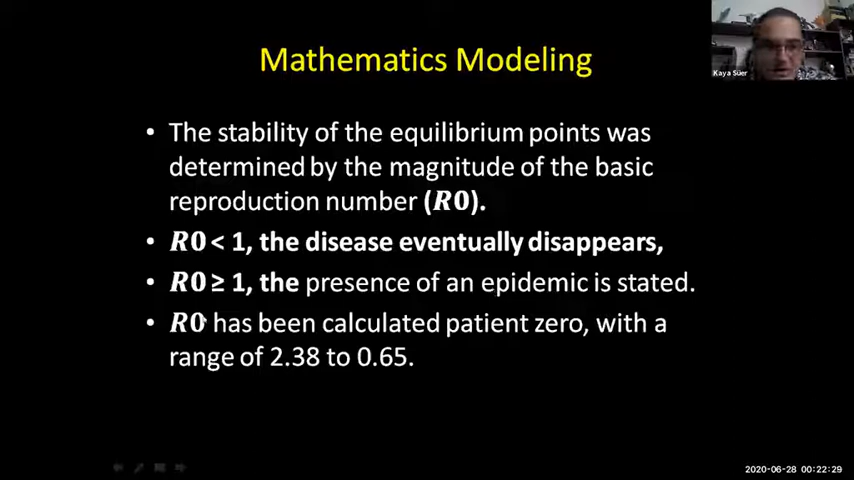 Kaya Süer
Mathematics Modeling
• The stability of the equilibrium points was
determined by the magnitude of the basic
reproduction number (R0).
• R0 < 1, the disease eventually disappears,
• R0 ≥ 1, the presence of an epidemic is stated.
• R0 has been calculated patient zero, with a
range of 2.38 to 0.65.
2020-06-28 00:22:29